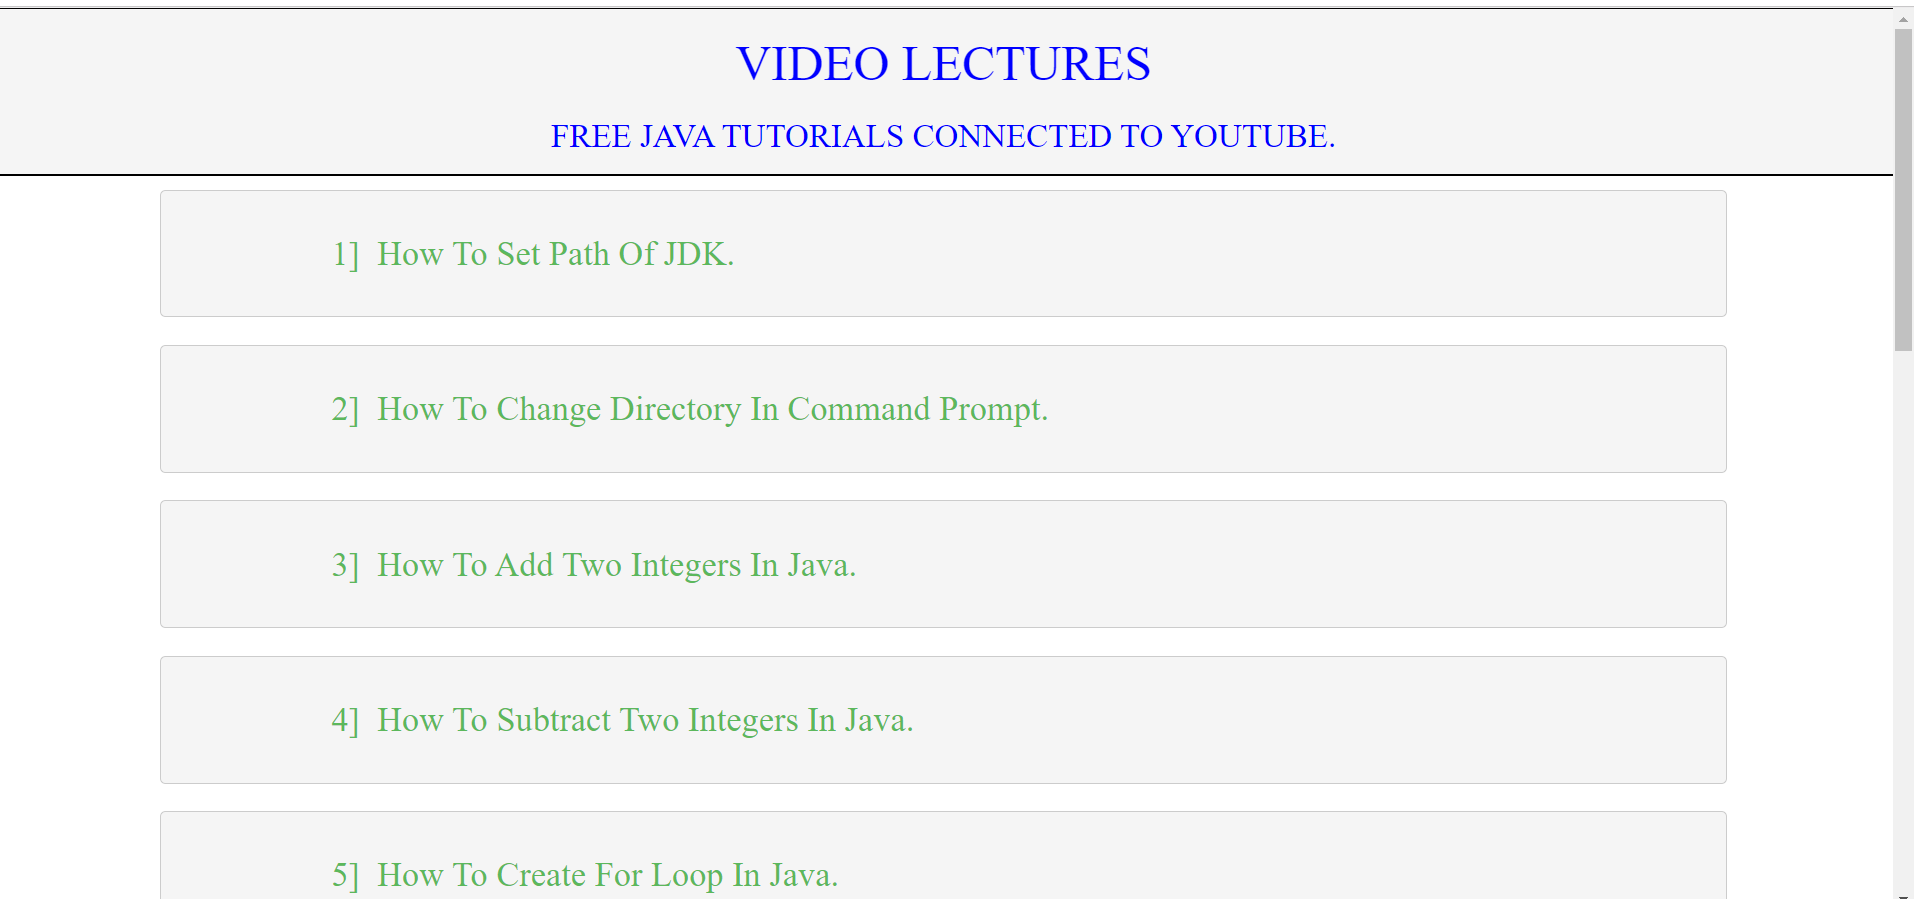 VIDEO LECTURES
FREE JAVA TUTORIALS CONNECTED TO YOUTUBE.
1] How To Set Path Of JDK.
2] How To Change Directory In Command Prompt.
3] How To Add Two Integers In Java.
4] How To Subtract Two Integers In Java.
5] How To Create For Loop In Java.